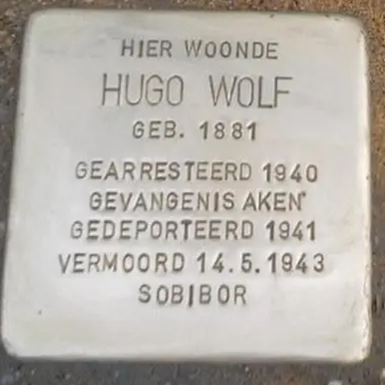 HIER WOONDE
HUGO WOLF
GEB. 1881
GEARRESTEERD 1940
GEVANGENIS AKEN
GEDEPORTEERD 1941
VERMOORD 14.5.1943
SOBIBOR